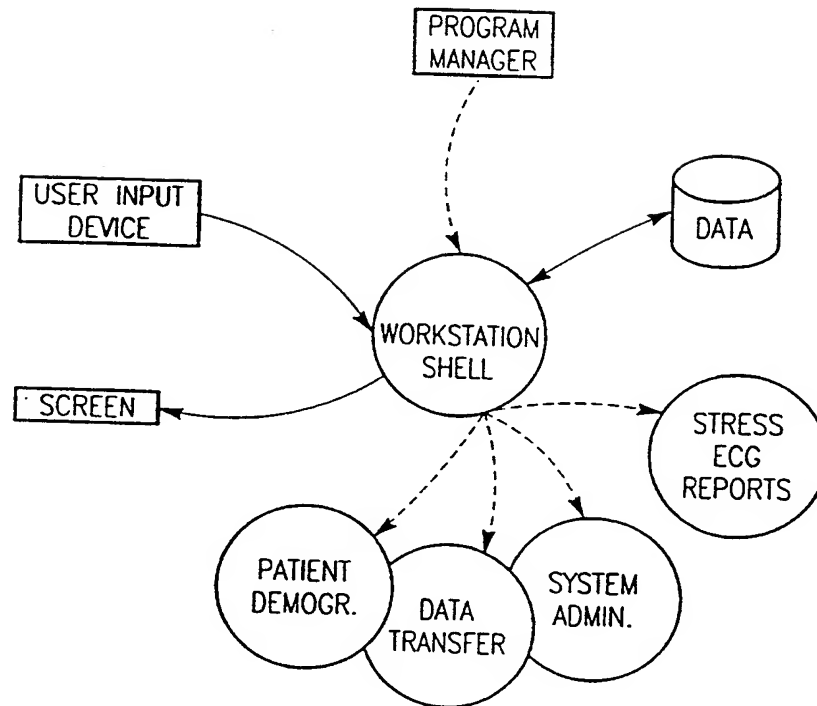 PROGRAM
MANAGER
USER INPUT
DEVICE
DATA
WORKSTATION
SHELL
SCREEN
STRESS
ECG
REPORTS
PATIENT
DEMOGR.
DATA
TRANSFER
SYSTEM
ADMIN.